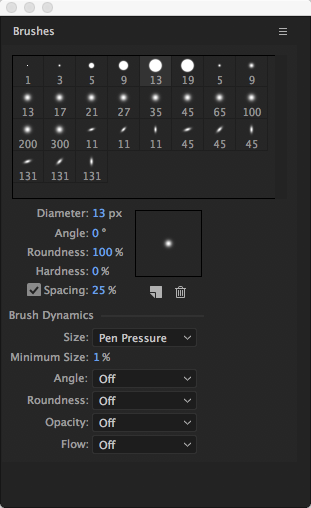 Brushes
1 3 5 9 13 19 5 9
13 17 21 27 35 45 65 100
200 300 11 11 11 45 45 45
131 131 131
Diameter: 13 px
Angle: 0 °
Roundness: 100 %
Hardness: 0 %
Spacing: 25 %
Brush Dynamics
Size: Pen Pressure
Minimum Size: 1 %
Angle: Off
Roundness: Off
Opacity: Off
Flow: Off